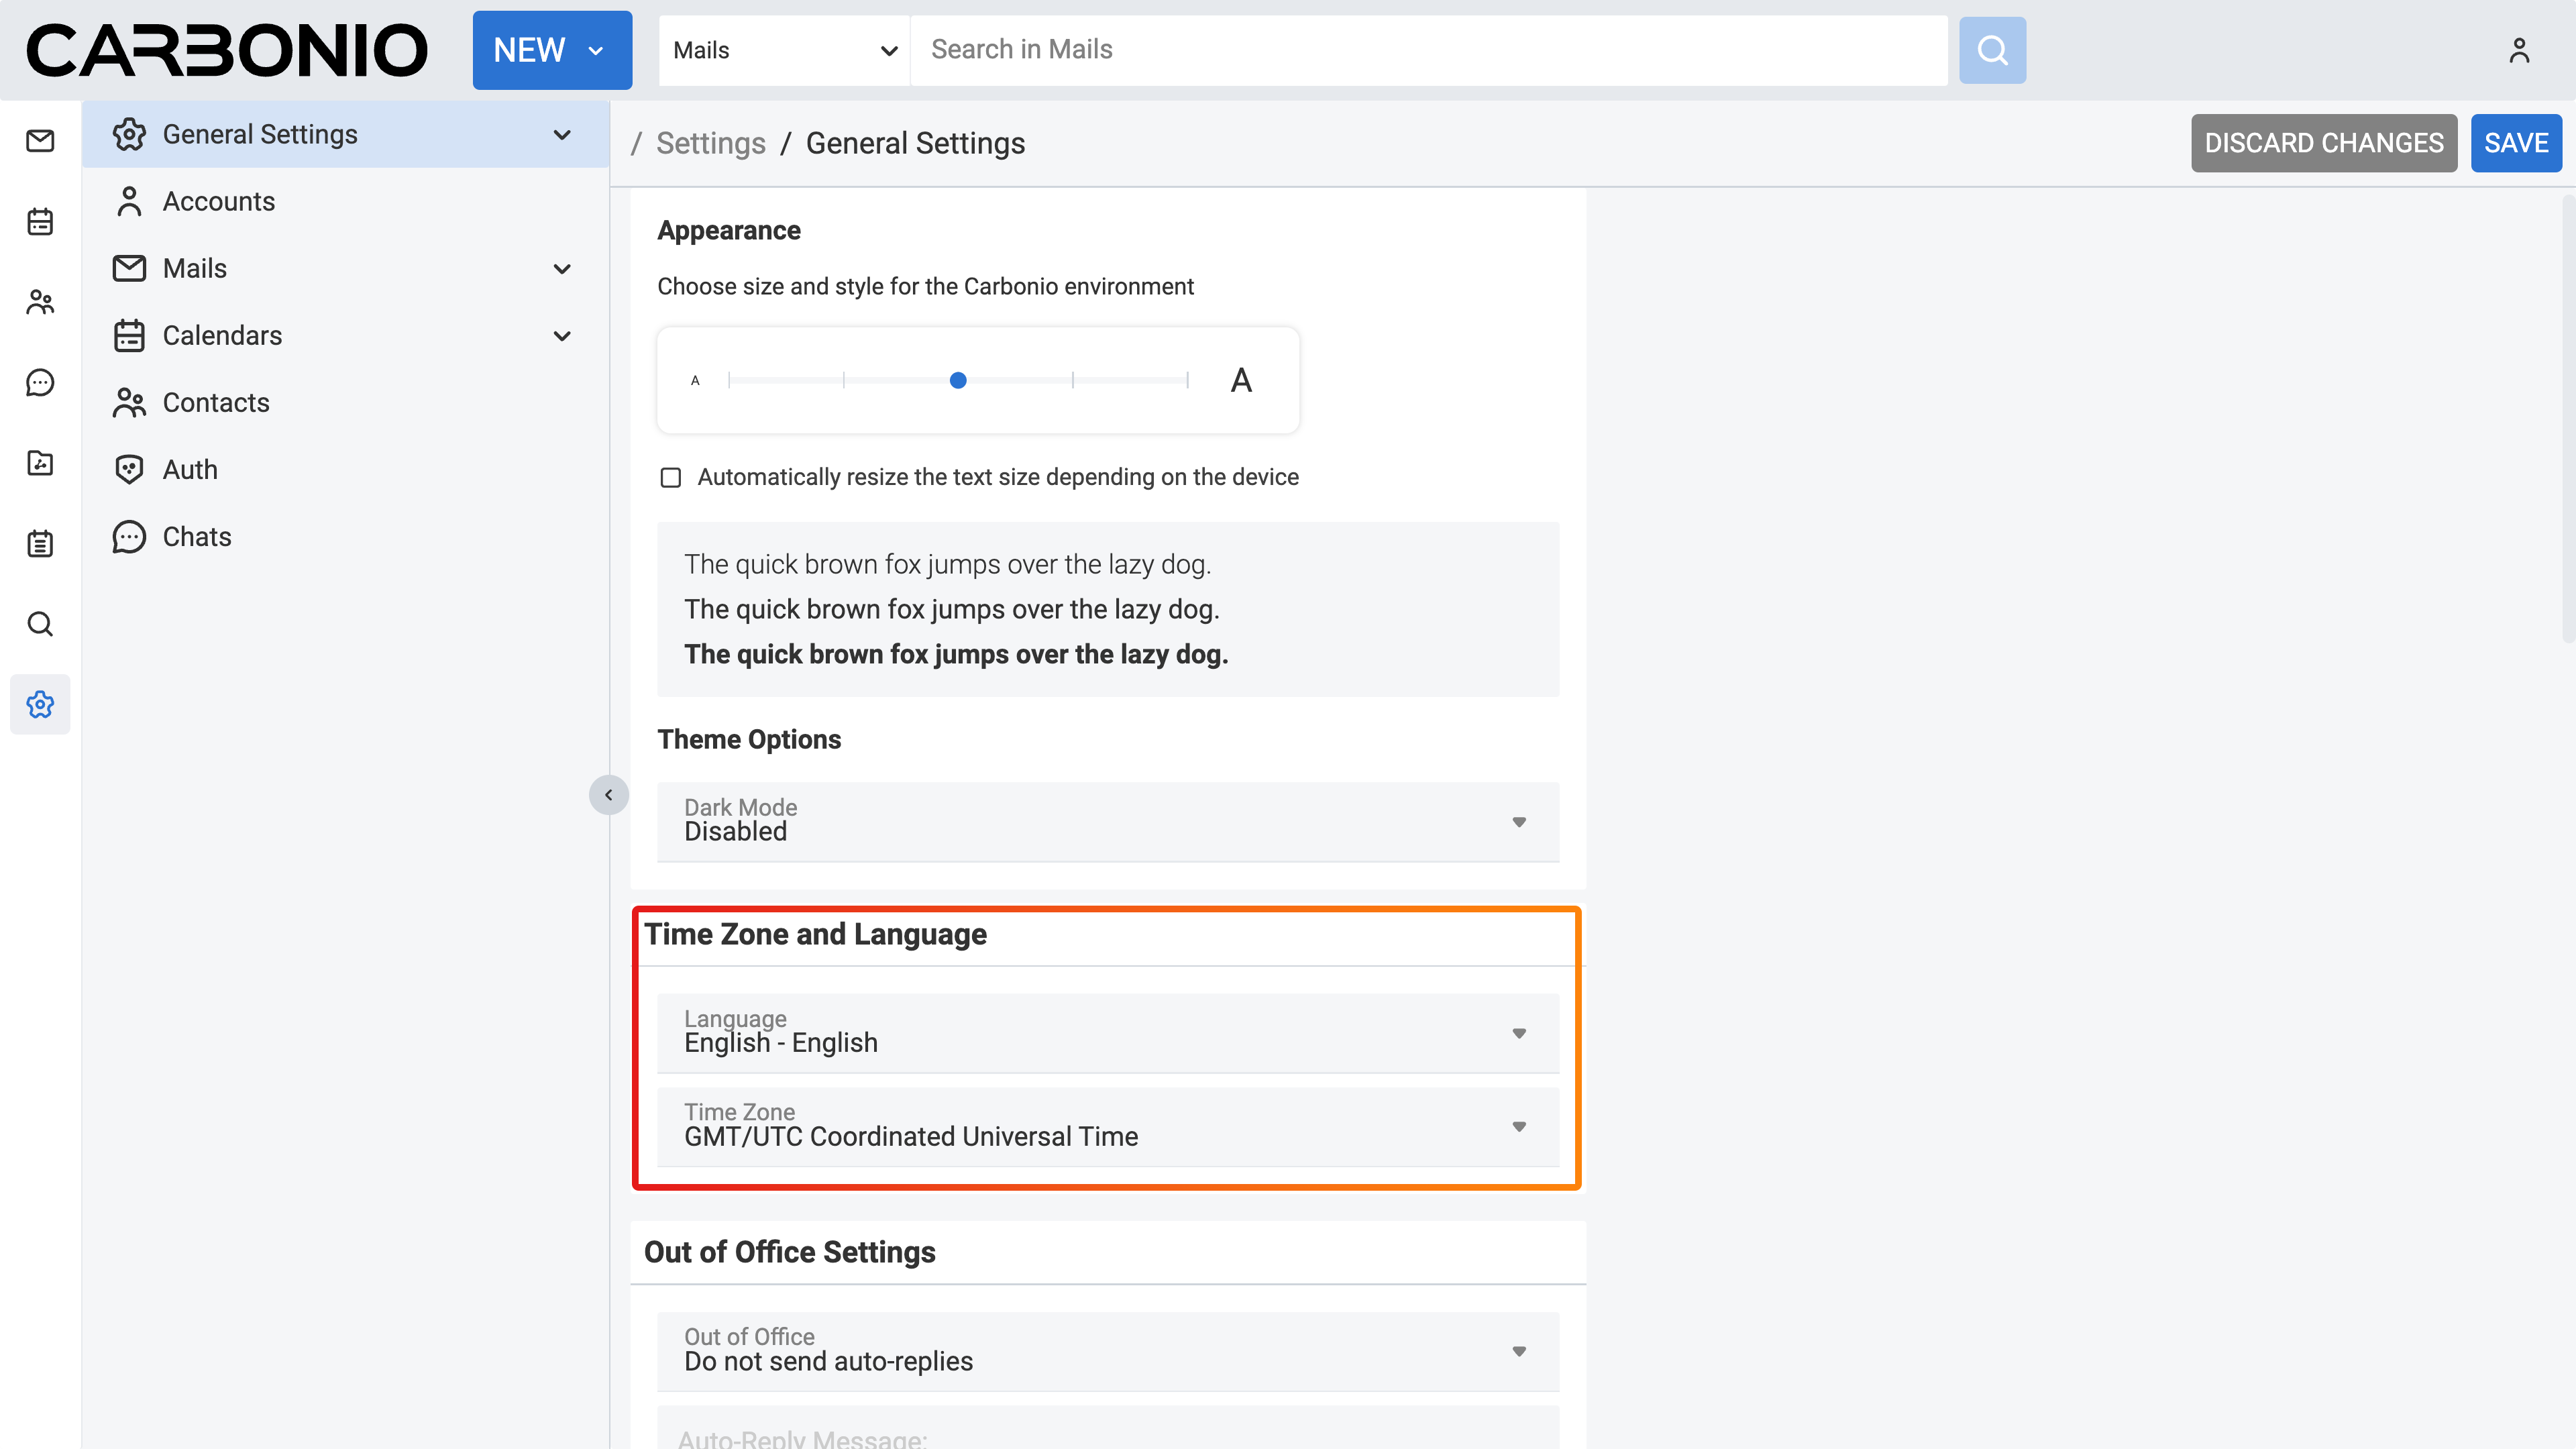 CARBONIO
NEW
Mails
Search in Mails
General Settings
Accounts
Mails
Calendars
Contacts
Auth
Chats
/ Settings / General Settings
DISCARD CHANGES
SAVE
Appearance
Choose size and style for the Carbonio environment
A
A
Automatically resize the text size depending on the device
The quick brown fox jumps over the lazy dog.
The quick brown fox jumps over the lazy dog.
The quick brown fox jumps over the lazy dog.
Theme Options
Dark Mode
Disabled
Time Zone and Language
Language
English - English
Time Zone
GMT/UTC Coordinated Universal Time
Out of Office Settings
Out of Office
Do not send auto-replies
Auto-Reply Message: